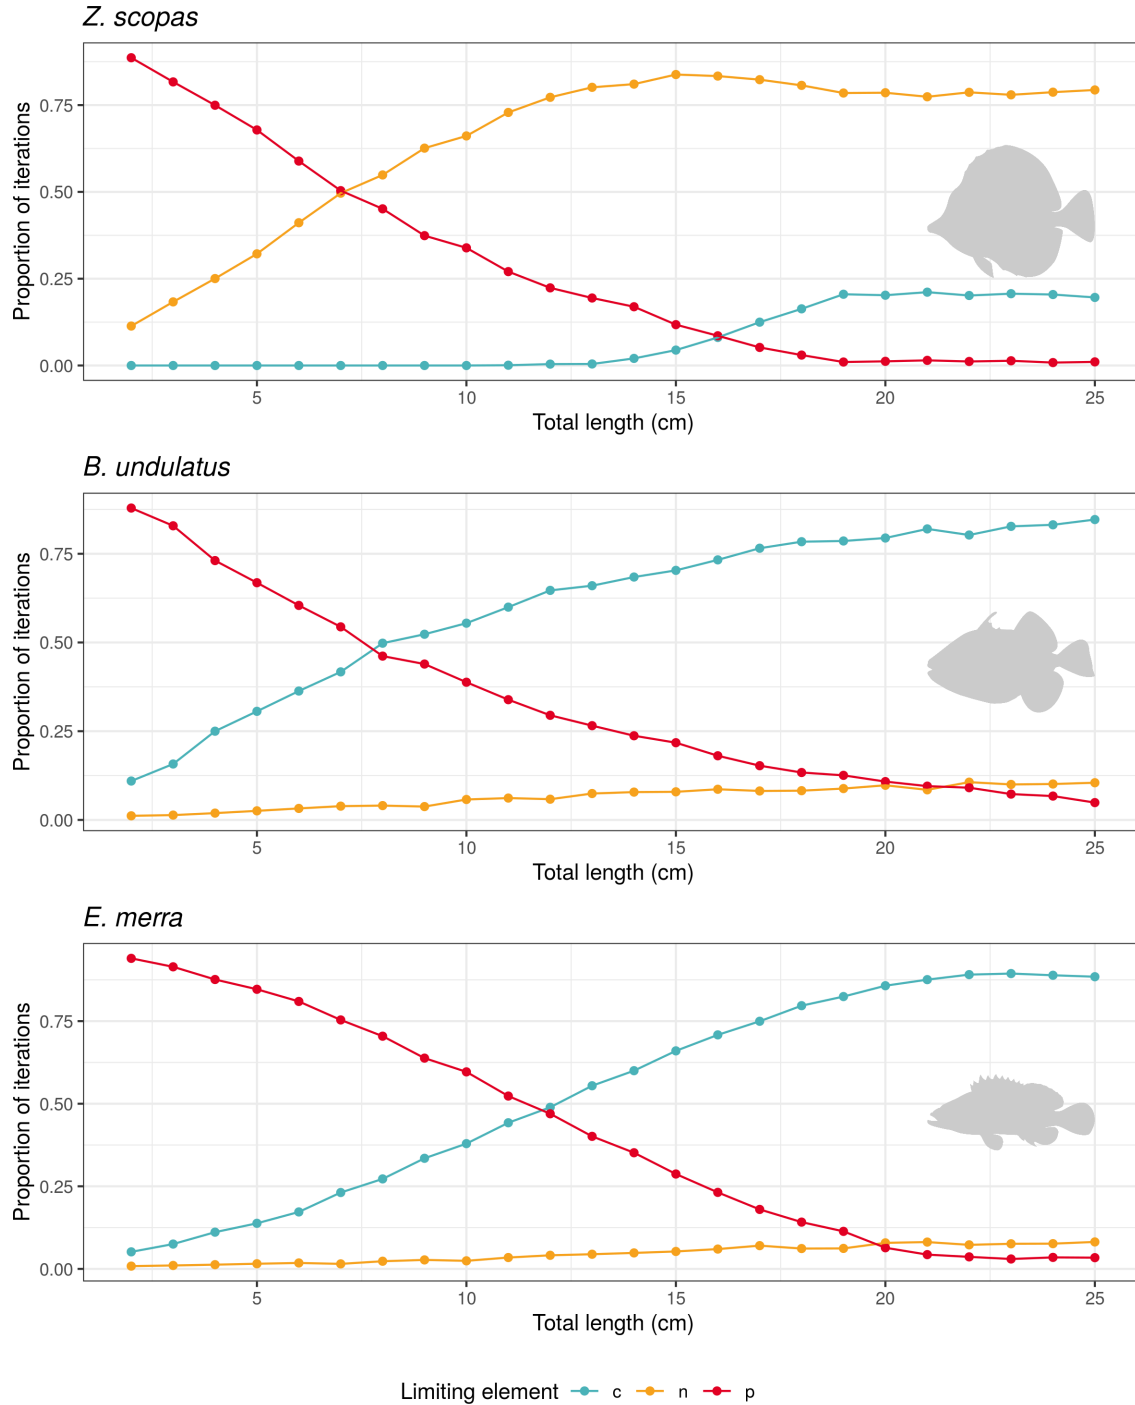 Z. scopas
Proportion of iterations
0.75
0.50
0.25
0.00
5 10 15 20 25
Total length (cm)
B. undulatus
Proportion of iterations
0.75
0.50
0.25
0.00
5 10 15 20 25
Total length (cm)
E. merra
Proportion of iterations
0.75
0.50
0.25
0.00
5 10 15 20 25
Total length (cm)
Limiting element c n p